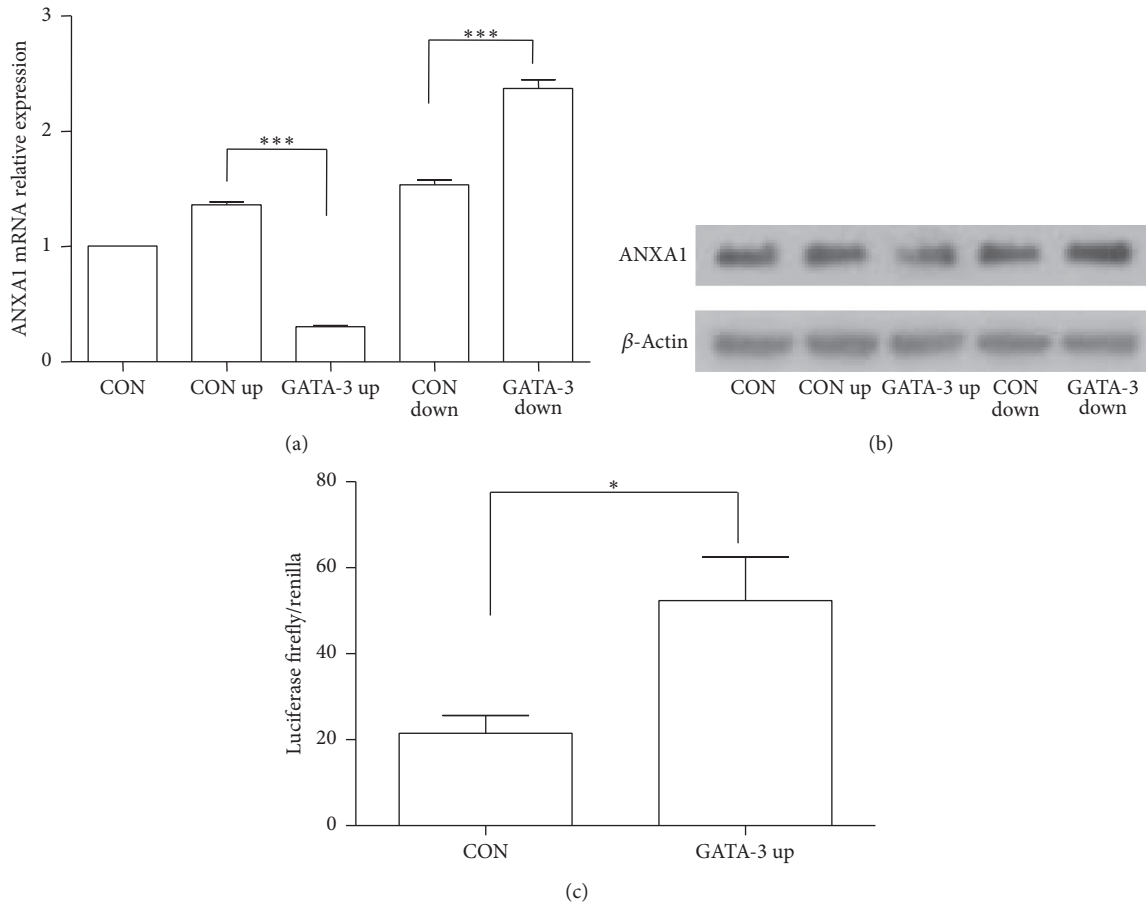 3
2
1
0
ANXA1 mRNA relative expression
***
***
CON
CON up
GATA-3 up
CON
down
GATA-3
down
(a)
ANXA1
β-Actin
CON
CON up
GATA-3 up
CON
down
GATA-3
down
(b)
80
60
40
20
0
Luciferase firefly/renilla
*
CON
GATA-3 up
(c)